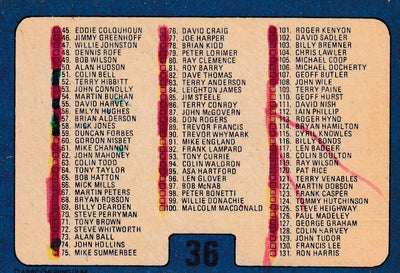 45. EDDIE COLQUHOUN
46. JIMMY GREENHOFF
47. WILLIE JOHNSTON
48. DENNIS ROFE
49. BOB WILSON
50. ALAN HUDSON
51. COLIN BELL
52. TERRY HIBBITT
53. JOHN CONNOLLY
54. MARTIN BUCHAN
55. DAVID HARVEY
56. EMLYN HUGHES
57. BRIAN ALDERSON
58. MICK JONES
59. DUNCAN FORBES
60. GORDON NISBET
61. MIKE CHANNON
62. JOHN MAHONEY
63. COLIN TODD
64. TONY TAYLOR
65. BOB HATTON
66. MICK MILLS
67. MARTIN PETERS
68. BRYAN ROBSON
69. BILLY DEARDEN
70. STEVE PERRYMAN
71. TONY BROWN
72. STEVE WHITWORTH
73. ALAN BALL
74. JOHN HOLLINS
75. MIKE SUMMERBEE
76. DAVID CRAIG
77. JOE HARPER
78. BRIAN KIDD
79. PETER LORIMER
80. RAY CLEMENCE
81. ROY BARRY
82. DAVE THOMAS
83. TERRY ANDERSON
84. LEIGHTON JAMES
85. JIM STEELE
86. TERRY CONROY
87. JOHN McGOVERN
88. DON ROGERS
89. TREVOR FRANCIS
90. TREVOR WHYMARK
91. MIKE ENGLAND
92. FRANK LAMPARD
93. TONY CURRIE
94. COLIN WALDRON
95. ASA HARTFORD
96. LEN GLOVER
97. BOB McNAB
98. PETER BONETTI
99. WILLIE DONACHIE
100. MALCOLM MACDONALD
101. ROGER KENYON
102. DAVID SADLER
103. BILLY BREMNER
104. CHRIS LAWLER
105. MICHAEL COOP
106. MICHAEL DOCHERTY
107. GEOFF BUTLER
108. JOHN WILE
109. TERRY PAINE
110. GEOFF HURST
111. DAVID NISH
112. IAN PHILLIP
113. ROGER HYND
114. BRYAN HAMILTON
115. CYRIL KNOWLES
116. BILLY BONDS
117. LEN BADGER
118. COLIN BOULTON
119. RAY WILSON
120. PAT RICE
121. TERRY VENABLES
122. MARTIN DOBSON
123. FRANK CASPER
124. TOMMY HUTCHINSON
125. STEVE HEIGHWAY
126. PAUL MADELEY
127. GEORGE GRAHAM
128. COLIN HARVEY
129. JOHN TUDOR
130. FRANCIS LEE
131. RON HARRIS
36